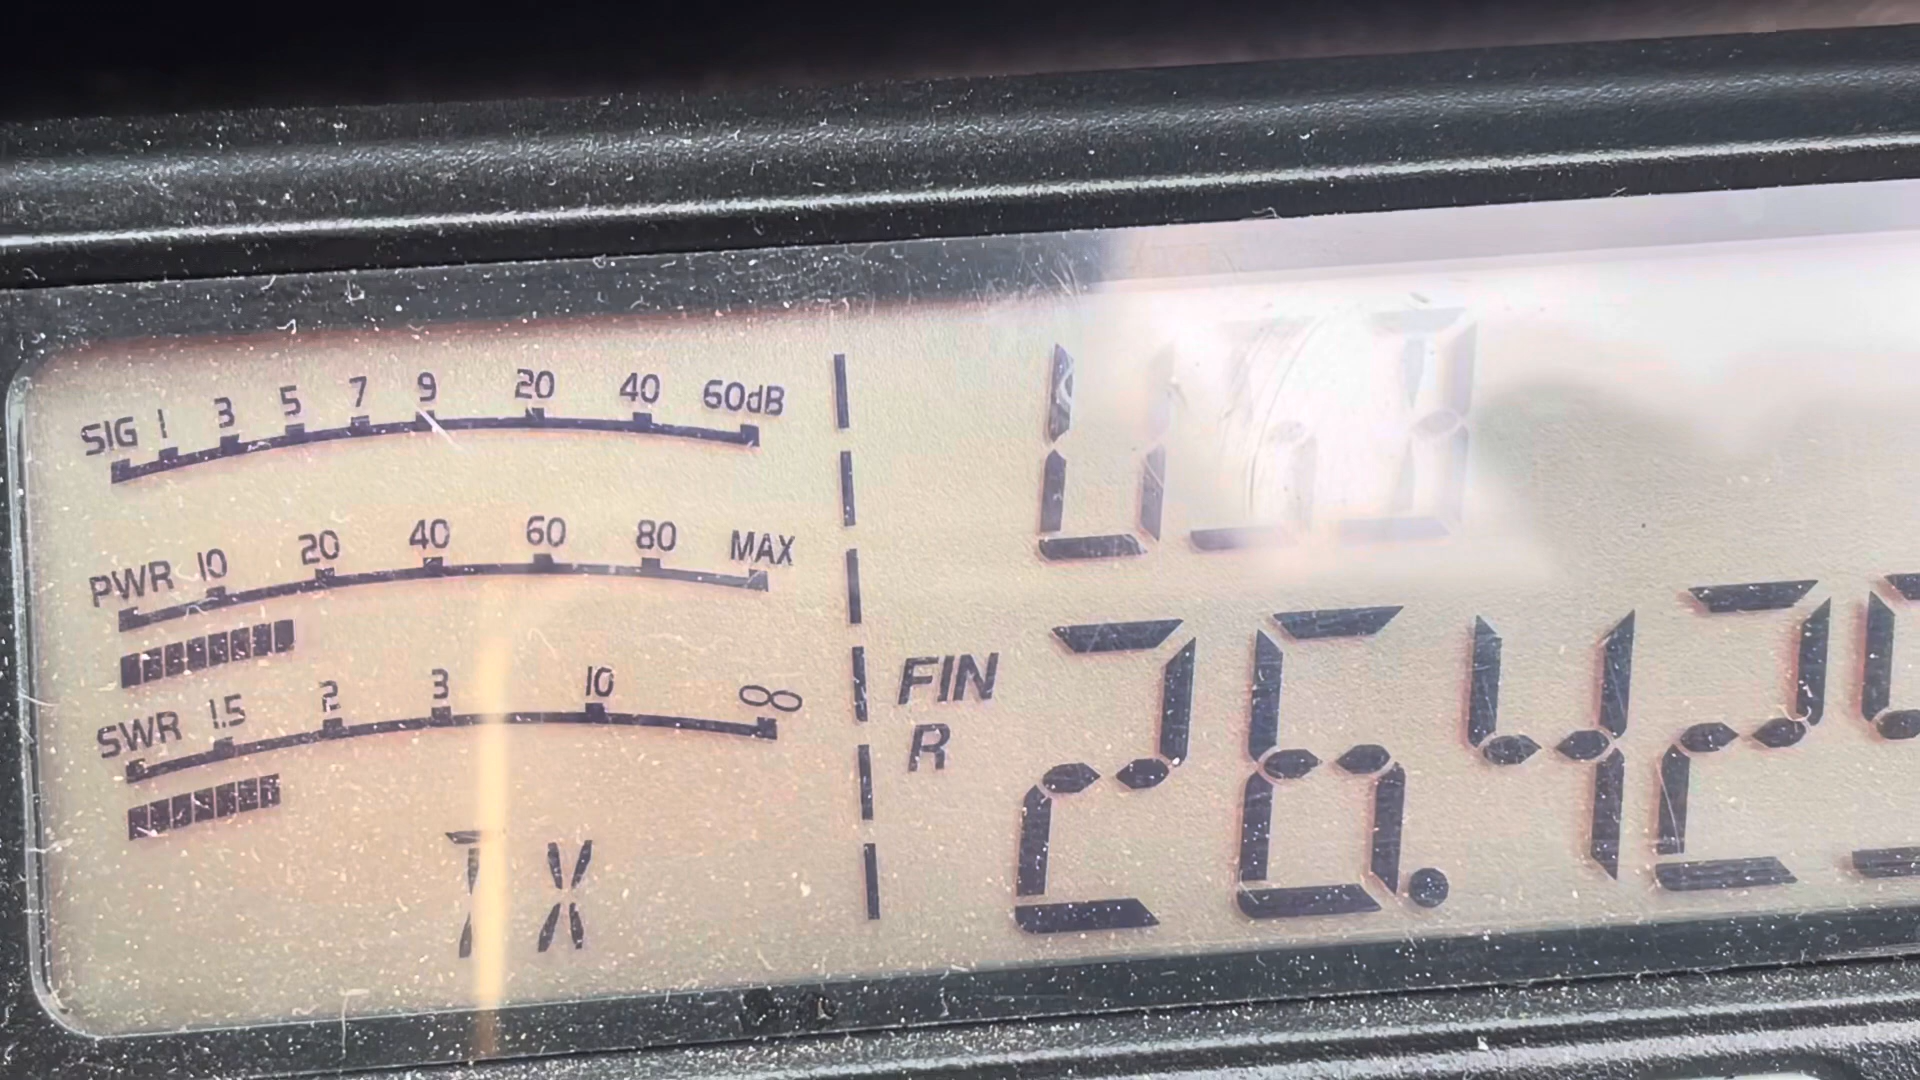 SIG 1 3 5 7 9 20 40 60dB
PWR 10 20 40 60 80 MAX
SWR 1.5 2 3 10 ∞
TX
USB
FIN
R
26.42